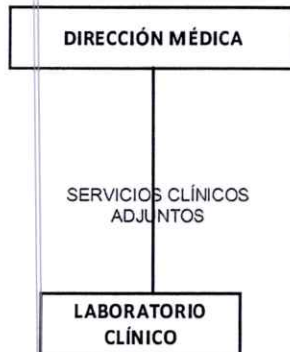 DIRECCIÓN MÉDICA
SERVICIOS CLÍNICOS
ADJUNTOS
LABORATORIO
CLÍNICO